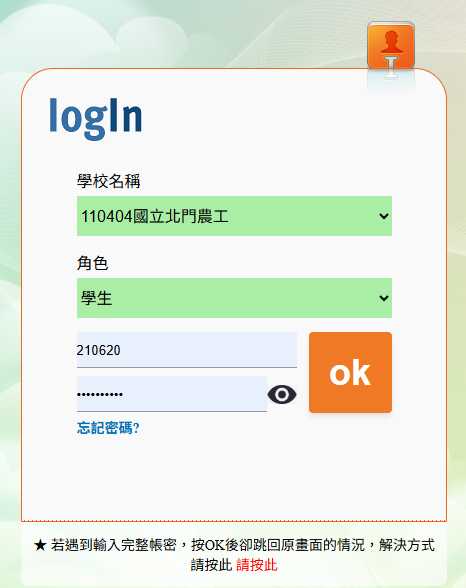 logIn
學校名稱
110404國立北門農工
角色
學生
210620
ok
••••••••••
忘記密碼?
★ 若遇到輸入完整帳密，按OK後卻跳回原畫面的情況，解決方式
請按此 請按此